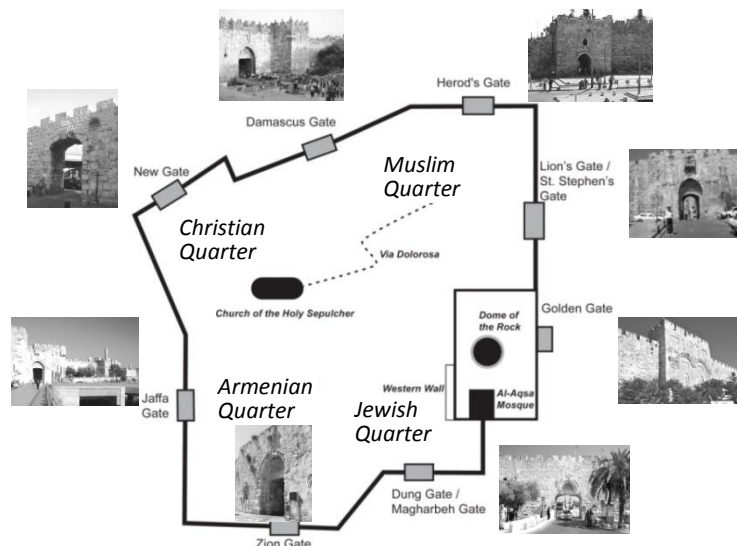 Herod's Gate
Damascus Gate
Muslim
Quarter
Lion's Gate /
St. Stephen's
Gate
New Gate
Christian
Quarter
Via Dolorosa
Church of the Holy Sepulcher
Golden Gate
Dome of
the Rock
Armenian
Quarter
Western Wall
Al-Aqsa
Mosque
Jaffa
Gate
Jewish
Quarter
Dung Gate /
Magharbeh Gate
Zion Gate